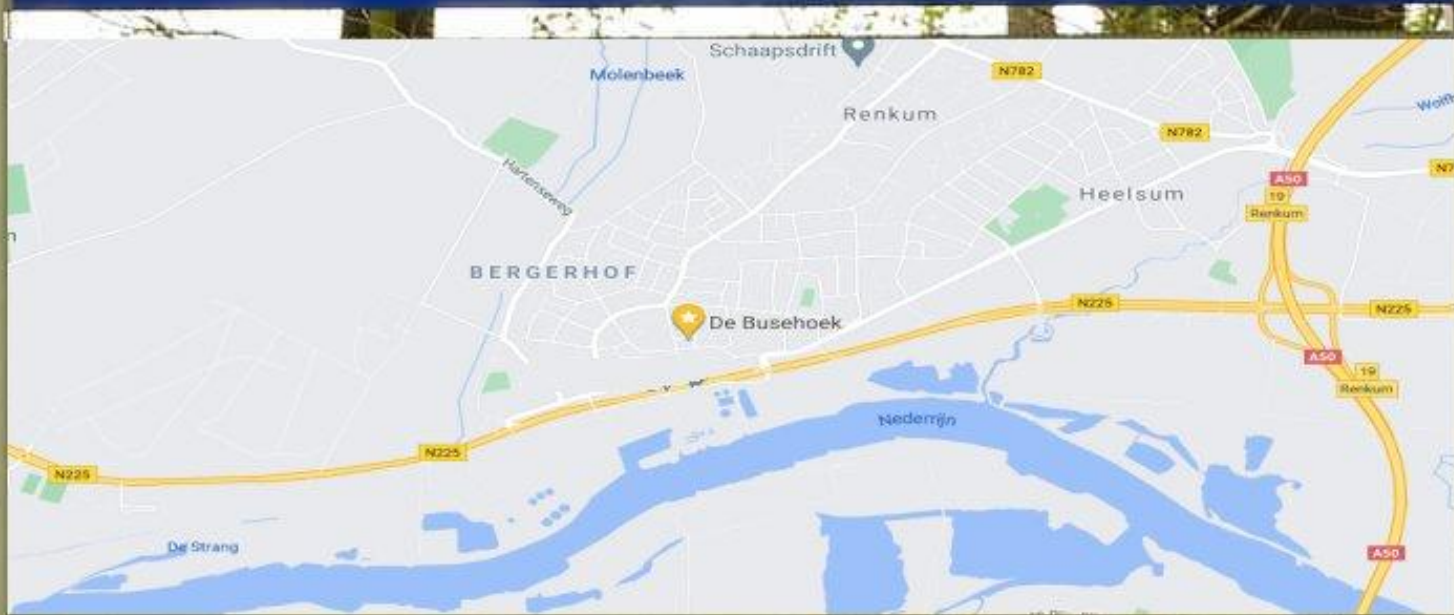 Schaapsdrift
N782
Molenbeek
Renkum
N782
Hartenseweg
A50
Heelsum
19
Renkum
BERGERHOF
N225
N225
De Busehoek
A50
19
Renkum
Nederrijn
N225
N225
De Strang
A50